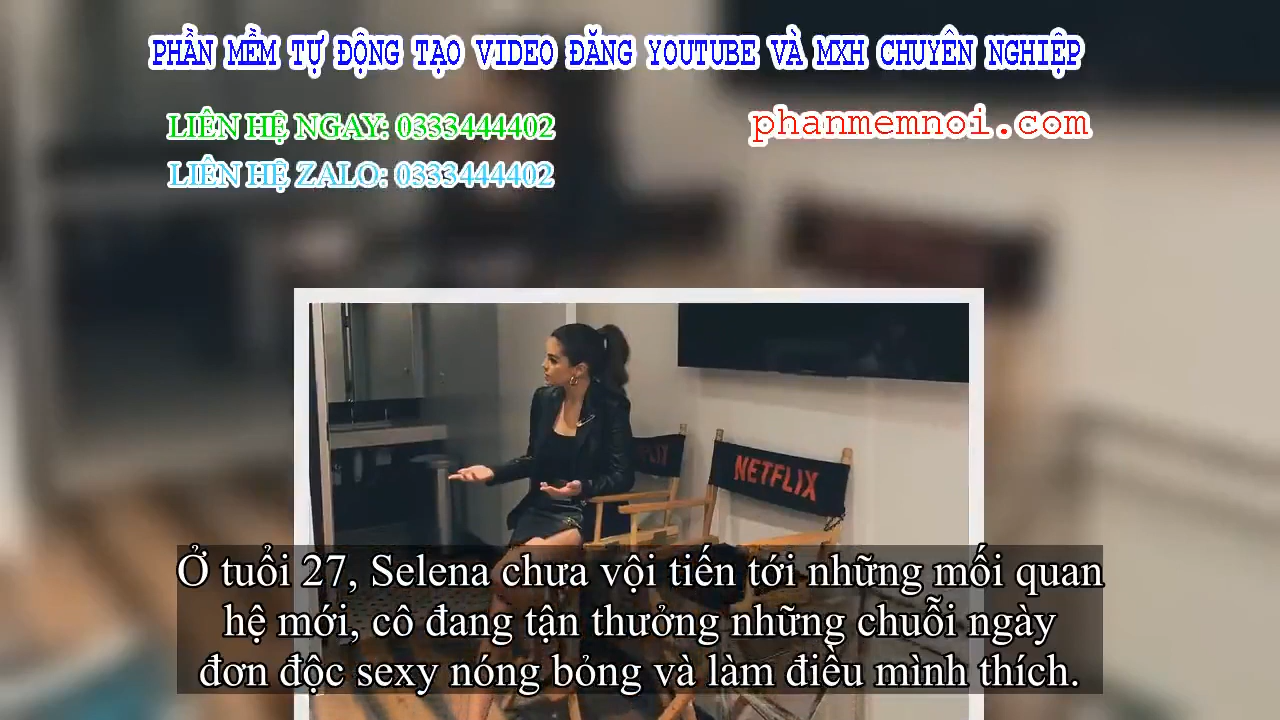 PHẦN MỀM TỰ ĐỘNG TẠO VIDEO ĐĂNG YOUTUBE VÀ MXH CHUYÊN NGHIỆP
LIÊN HỆ NGAY: 0333444402
phanmemnoi.com
LIÊN HỆ ZALO: 0333444402
NETFLIX
Ở tuổi 27, Selena chưa vội tiến tới những mối quan
hệ mới, cô đang tận thưởng những chuỗi ngày
đơn độc sexy nóng bỏng và làm điều mình thích.